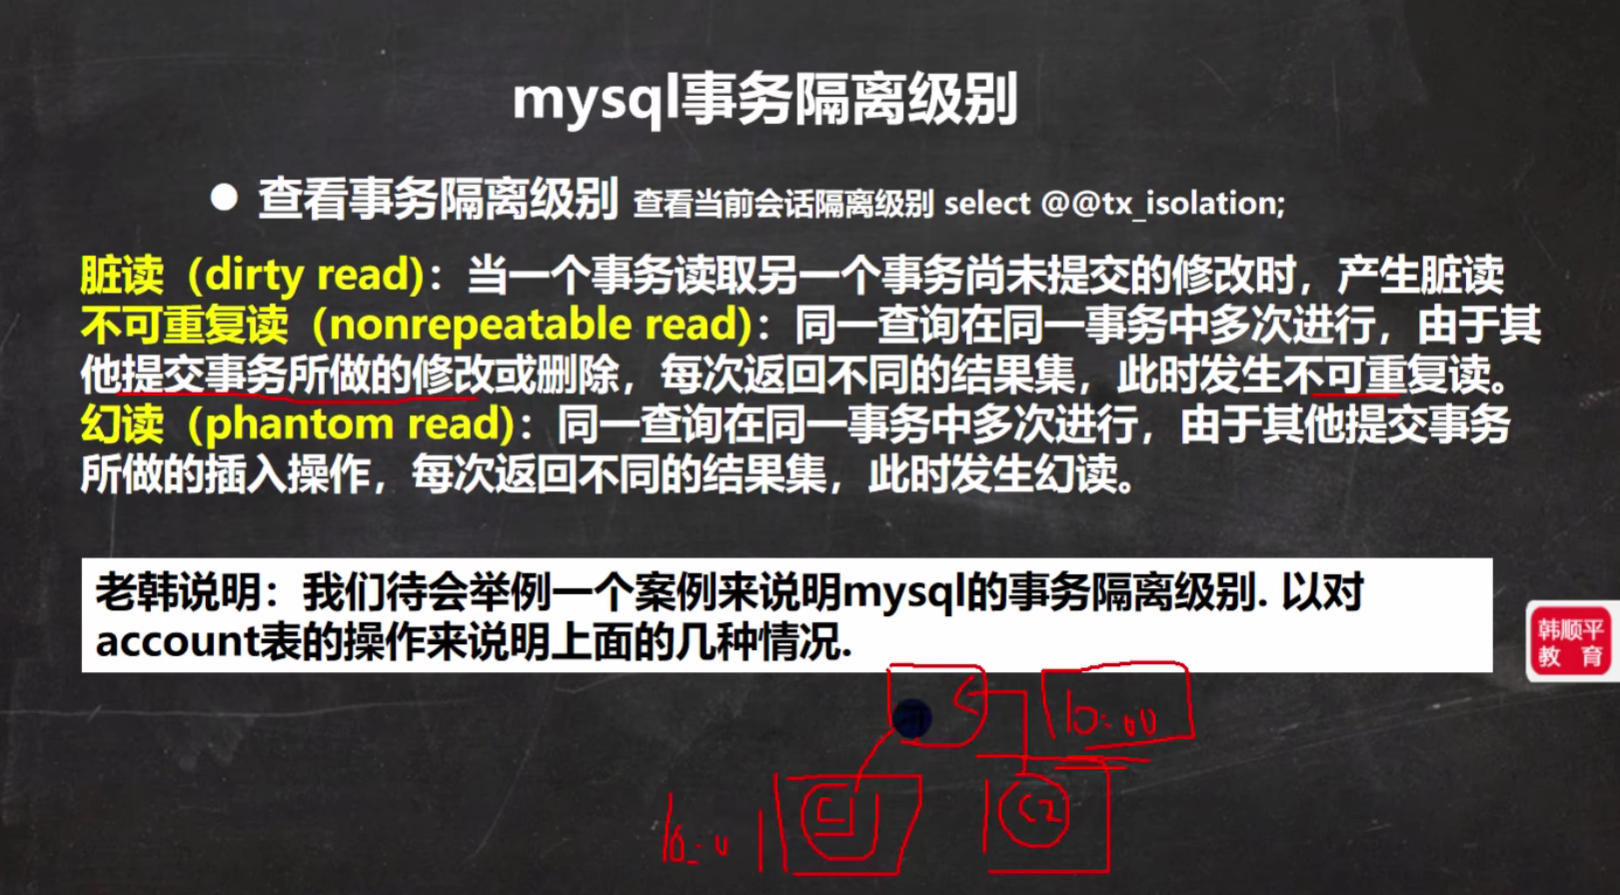 mysql事务隔离级别
● 查看事务隔离级别 查看当前会话隔离级别 select @@tx_isolation;
脏读（dirty read)：当一个事务读取另一个事务尚未提交的修改时，产生脏读
不可重复读（nonrepeatable read)：同一查询在同一事务中多次进行，由于其
他提交事务所做的修改或删除，每次返回不同的结果集，此时发生不可重复读。
幻读（phantom read)：同一查询在同一事务中多次进行，由于其他提交事务
所做的插入操作，每次返回不同的结果集，此时发生幻读。
老韩说明：我们待会举例一个案例来说明mysql的事务隔离级别. 以对
account表的操作来说明上面的几种情况.
韩顺平
教 育
10:00
C2